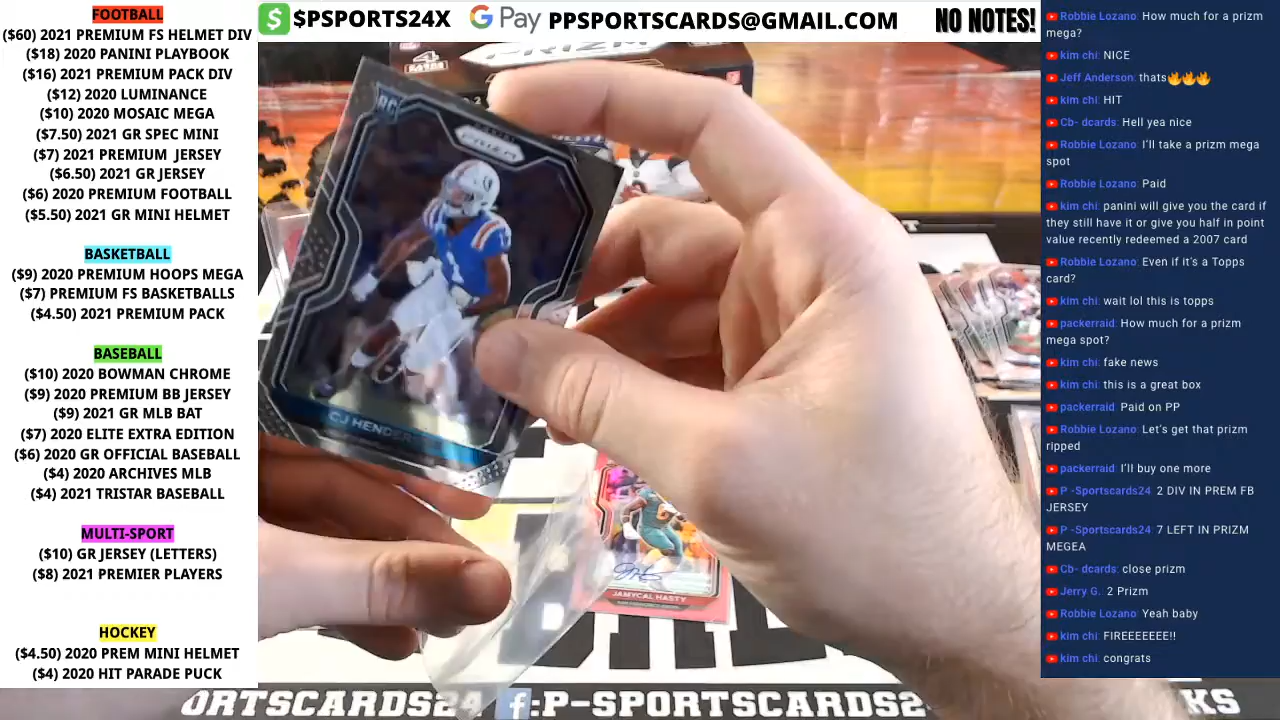 FOOTBALL
($60) 2021 PREMIUM FS HELMET DIV
($18) 2020 PANINI PLAYBOOK
($16) 2021 PREMIUM PACK DIV
($12) 2020 LUMINANCE
($10) 2020 MOSAIC MEGA
($7.50) 2021 GR SPEC MINI
($7) 2021 PREMIUM JERSEY
($6.50) 2021 GR JERSEY
($6) 2020 PREMIUM FOOTBALL
($5.50) 2021 GR MINI HELMET
BASKETBALL
($9) 2020 PREMIUM HOOPS MEGA
($7) PREMIUM FS BASKETBALLS
($4.50) 2021 PREMIUM PACK
BASEBALL
($10) 2020 BOWMAN CHROME
($9) 2020 PREMIUM BB JERSEY
($9) 2021 GR MLB BAT
($7) 2020 ELITE EXTRA EDITION
($6) 2020 GR OFFICIAL BASEBALL
($4) 2020 ARCHIVES MLB
($4) 2021 TRISTAR BASEBALL
MULTI-SPORT
($10) GR JERSEY (LETTERS)
($8) 2021 PREMIER PLAYERS
HOCKEY
($4.50) 2020 PREM MINI HELMET
($4) 2020 HIT PARADE PUCK
$PSPORTS24X G Pay PPSPORTSCARDS@GMAIL.COM NO NOTES!
RC
PRIZM
CJ HENDER
JAMYCAL HASTY
ORTSCARDS24 f:P-SPORTSCARDS2 KS
Robbie Lozano: How much for a prizm
mega?
kim chi: NICE
Jeff Anderson: thats🔥🔥🔥
kim chi: HIT
Cb- dcards: Hell yea nice
Robbie Lozano: I'll take a prizm mega
spot
Robbie Lozano: Paid
kim chi: panini will give you the card if
they still have it or give you half in point
value recently redeemed a 2007 card
Robbie Lozano: Even if it's a Topps
card?
kim chi: wait lol this is topps
packerraid: How much for a prizm
mega spot?
kim chi: fake news
kim chi: this is a great box
packerraid: Paid on PP
Robbie Lozano: Let's get that prizm
ripped
packerraid: I'll buy one more
P -Sportscards24: 2 DIV IN PREM FB
JERSEY
P -Sportscards24: 7 LEFT IN PRIZM
MEGEA
Cb- dcards: close prizm
Jerry G.: 2 Prizm
Robbie Lozano: Yeah baby
kim chi: FIREEEEEEE!!
kim chi: congrats